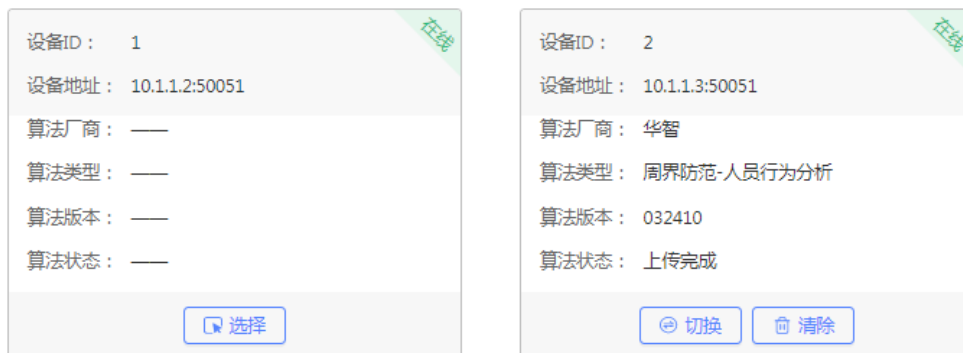 在线
设备ID： 1
设备地址： 10.1.1.2:50051
算法厂商： ——
算法类型： ——
算法版本： ——
算法状态： ——
选择
在线
设备ID： 2
设备地址： 10.1.1.3:50051
算法厂商： 华智
算法类型： 周界防范-人员行为分析
算法版本： 032410
算法状态： 上传完成
切换 清除